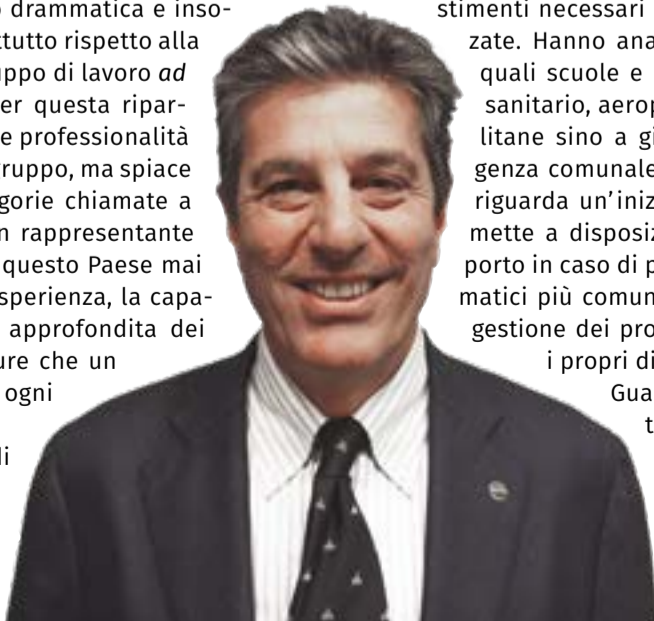 o drammatica e inso-
ttutto rispetto alla
uppo di lavoro ad
er questa ripar-
e professionalità
gruppo, ma spiace
gorie chiamate a
n rappresentante
questo Paese mai
sperienza, la capa-
approfondita dei
ure che un
ogni
di
stimenti necessari
zate. Hanno ana
quali scuole e
sanitario, aerop
litane sino a gi
genza comunale
riguarda un'iniz
mette a disposiz
porto in caso di p
matici più comun
gestione dei pro
i propri di
Gua
t